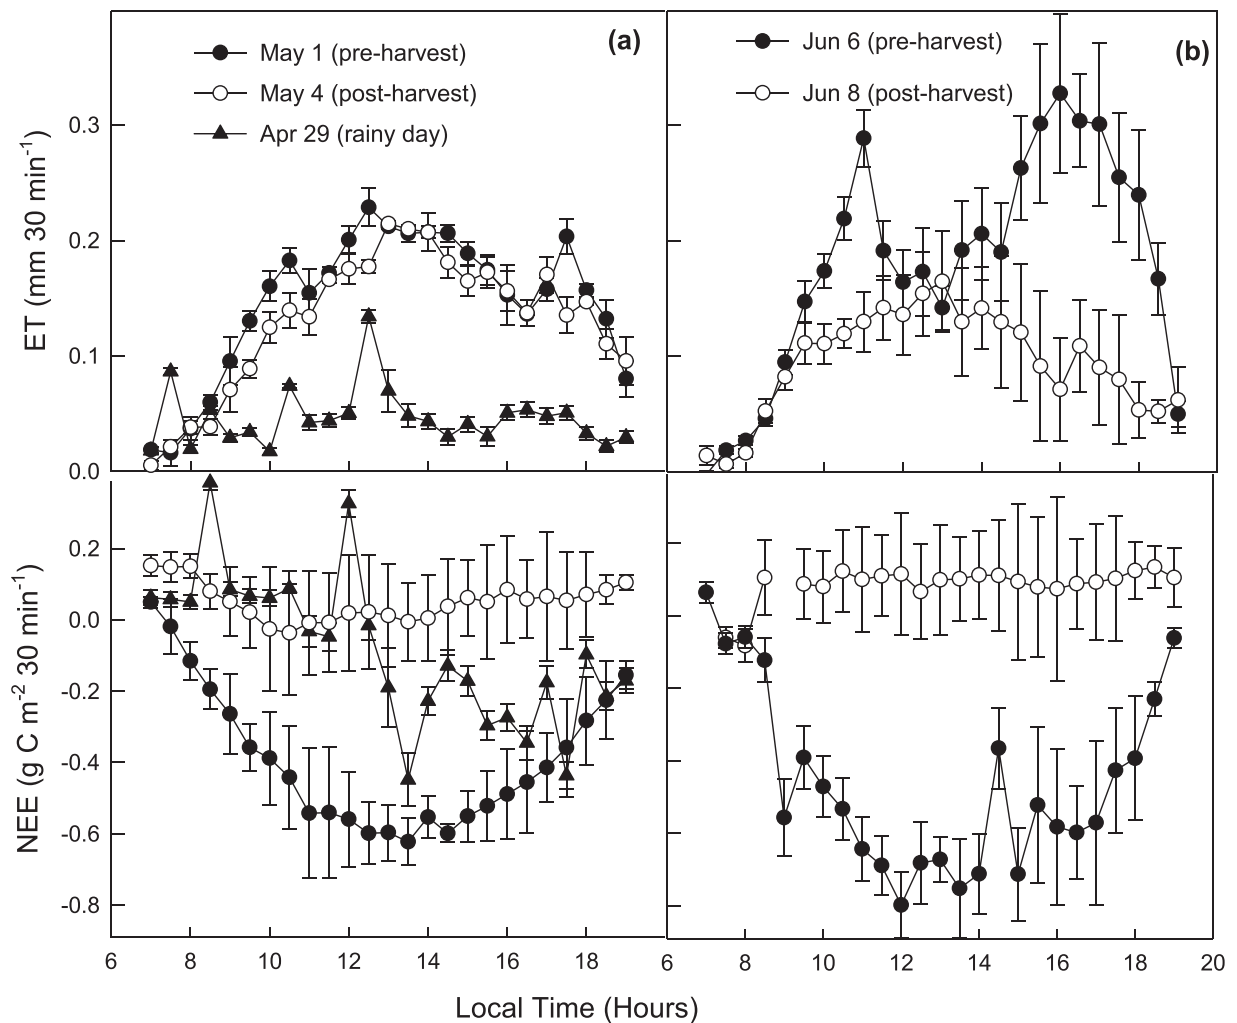 (a)
May 1 (pre-harvest)
May 4 (post-harvest)
Apr 29 (rainy day)
(b)
Jun 6 (pre-harvest)
Jun 8 (post-harvest)
ET (mm 30 min-1)
0.3
0.2
0.1
0.0
NEE (g C m-2 30 min-1)
0.2
0.0
-0.2
-0.4
-0.6
-0.8
6 8 10 12 14 16 18 6 8 10 12 14 16 18 20
Local Time (Hours)